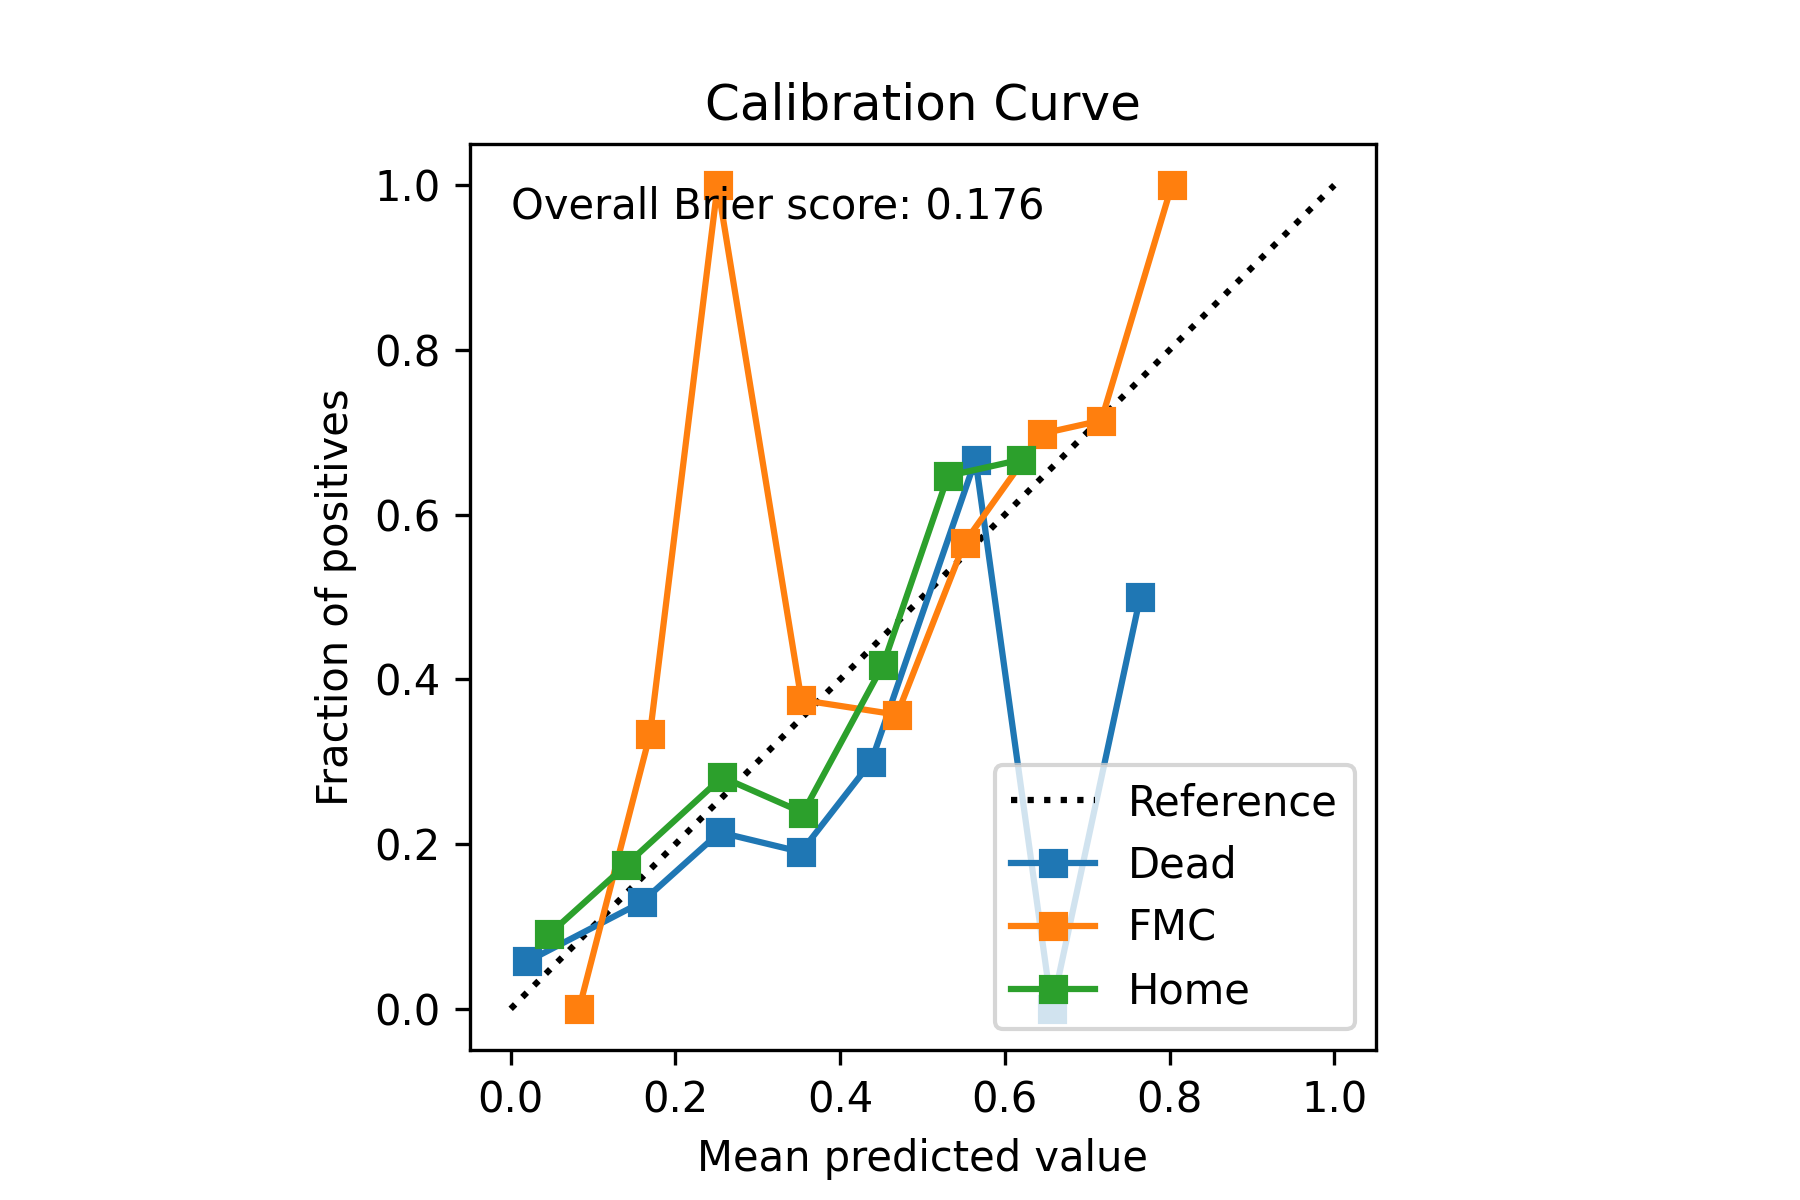 Calibration Curve
Overall Brier score: 0.176
1.0
0.8
0.6
0.4
0.2
0.0
Fraction of positives
Reference
Dead
FMC
Home
0.0 0.2 0.4 0.6 0.8 1.0
Mean predicted value